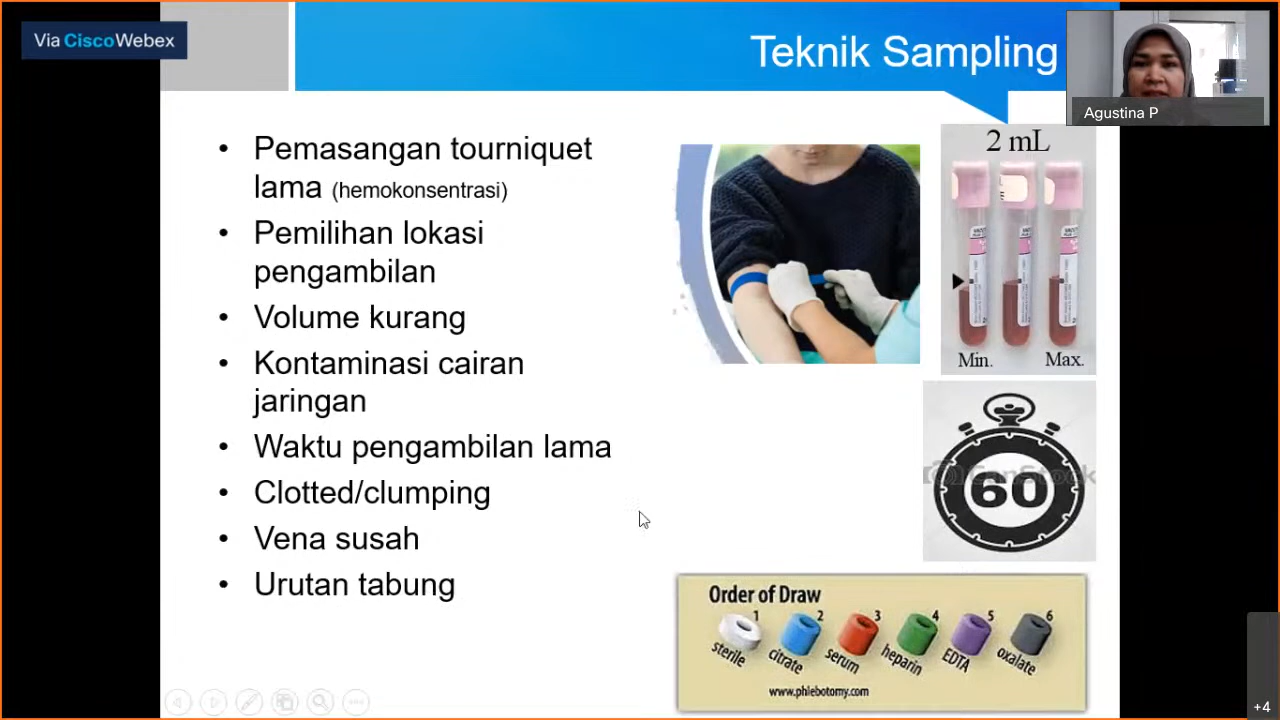 Via CiscoWebex
Teknik Sampling
Agustina P
• Pemasangan tourniquet
lama (hemokonsentrasi)
• Pemilihan lokasi
pengambilan
• Volume kurang
• Kontaminasi cairan
jaringan
• Waktu pengambilan lama
• Clotted/clumping
• Vena susah
• Urutan tabung
2 mL
Min. Max.
CanStock
60
Order of Draw
1 2 3 4 5 6
sterile citrate serum heparin EDTA oxalate
www.phlebotomy.com
+4